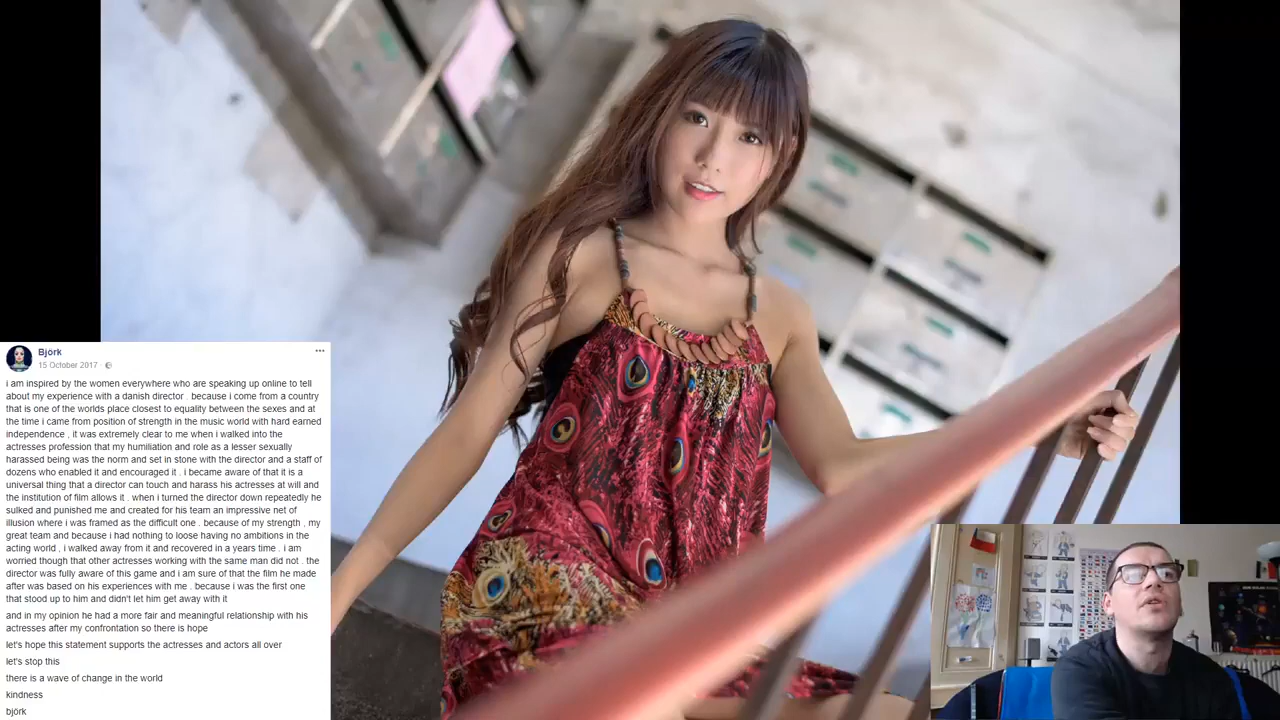 Björk
15 October 2017 ·
i am inspired by the women everywhere who are speaking up online to tell
about my experience with a danish director . because i come from a country
that is one of the worlds place closest to equality between the sexes and at
the time i came from position of strength in the music world with hard earned
independence , it was extremely clear to me when i walked into the
actresses profession that my humiliation and role as a lesser sexually
harassed being was the norm and set in stone with the director and a staff of
dozens who enabled it and encouraged it . i became aware of that it is a
universal thing that a director can touch and harass his actresses at will and
the institution of film allows it . when i turned the director down repeatedly he
sulked and punished me and created for his team an impressive net of
illusion where i was framed as the difficult one . because of my strength , my
great team and because i had nothing to loose having no ambitions in the
acting world , i walked away from it and recovered in a years time . i am
worried though that other actresses working with the same man did not . the
director was fully aware of this game and i am sure of that the film he made
after was based on his experiences with me . because i was the first one
that stood up to him and didn't let him get away with it
and in my opinion he had a more fair and meaningful relationship with his
actresses after my confrontation so there is hope
let's hope this statement supports the actresses and actors all over
let's stop this
there is a wave of change in the world
kindness
björk